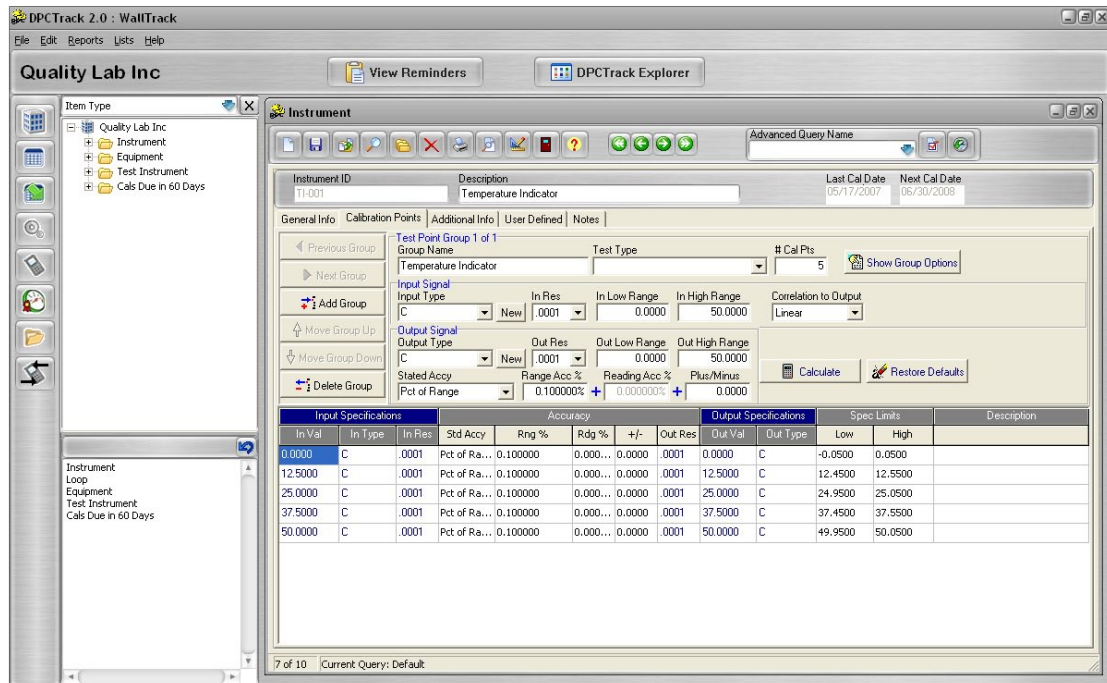 DPCTrack 2.0 : WallTrack
File Edit Reports Lists Help
Quality Lab Inc
View Reminders
DPCTrack Explorer
Item Type
Quality Lab Inc
Instrument
Equipment
Test Instrument
Cals Due in 60 Days
Instrument
Loop
Equipment
Test Instrument
Cals Due in 60 Days
Instrument
Advanced Query Name
Instrument ID Description Last Cal Date Next Cal Date
TI-001 Temperature Indicator 05/17/2007 06/30/2008
General Info Calibration Points Additional Info User Defined Notes
Previous Group
Next Group
Add Group
Move Group Up
Move Group Down
Delete Group
Test Point Group 1 of 1
Group Name Test Type # Cal Pts
Temperature Indicator 5 Show Group Options
Input Signal
Input Type In Res In Low Range In High Range Correlation to Output
C New .0001 0.0000 50.0000 Linear
Output Signal
Output Type Out Res Out Low Range Out High Range
C New .0001 0.0000 50.0000
Stated Accy Range Acc % Reading Acc % Plus/Minus
Pct of Range 0.100000% + 0.000000% + 0.0000
Calculate Restore Defaults
Input Specifications Accuracy Output Specifications Spec Limits Description
In Val In Type In Res Std Accy Rng % Rdg % +/- Out Res Out Val Out Type Low High
0.0000 C .0001 Pct of Ra... 0.100000 0.000... 0.0000 .0001 0.0000 C -0.0500 0.0500
12.5000 C .0001 Pct of Ra... 0.100000 0.000... 0.0000 .0001 12.5000 C 12.4500 12.5500
25.0000 C .0001 Pct of Ra... 0.100000 0.000... 0.0000 .0001 25.0000 C 24.9500 25.0500
37.5000 C .0001 Pct of Ra... 0.100000 0.000... 0.0000 .0001 37.5000 C 37.4500 37.5500
50.0000 C .0001 Pct of Ra... 0.100000 0.000... 0.0000 .0001 50.0000 C 49.9500 50.0500
7 of 10 Current Query: Default